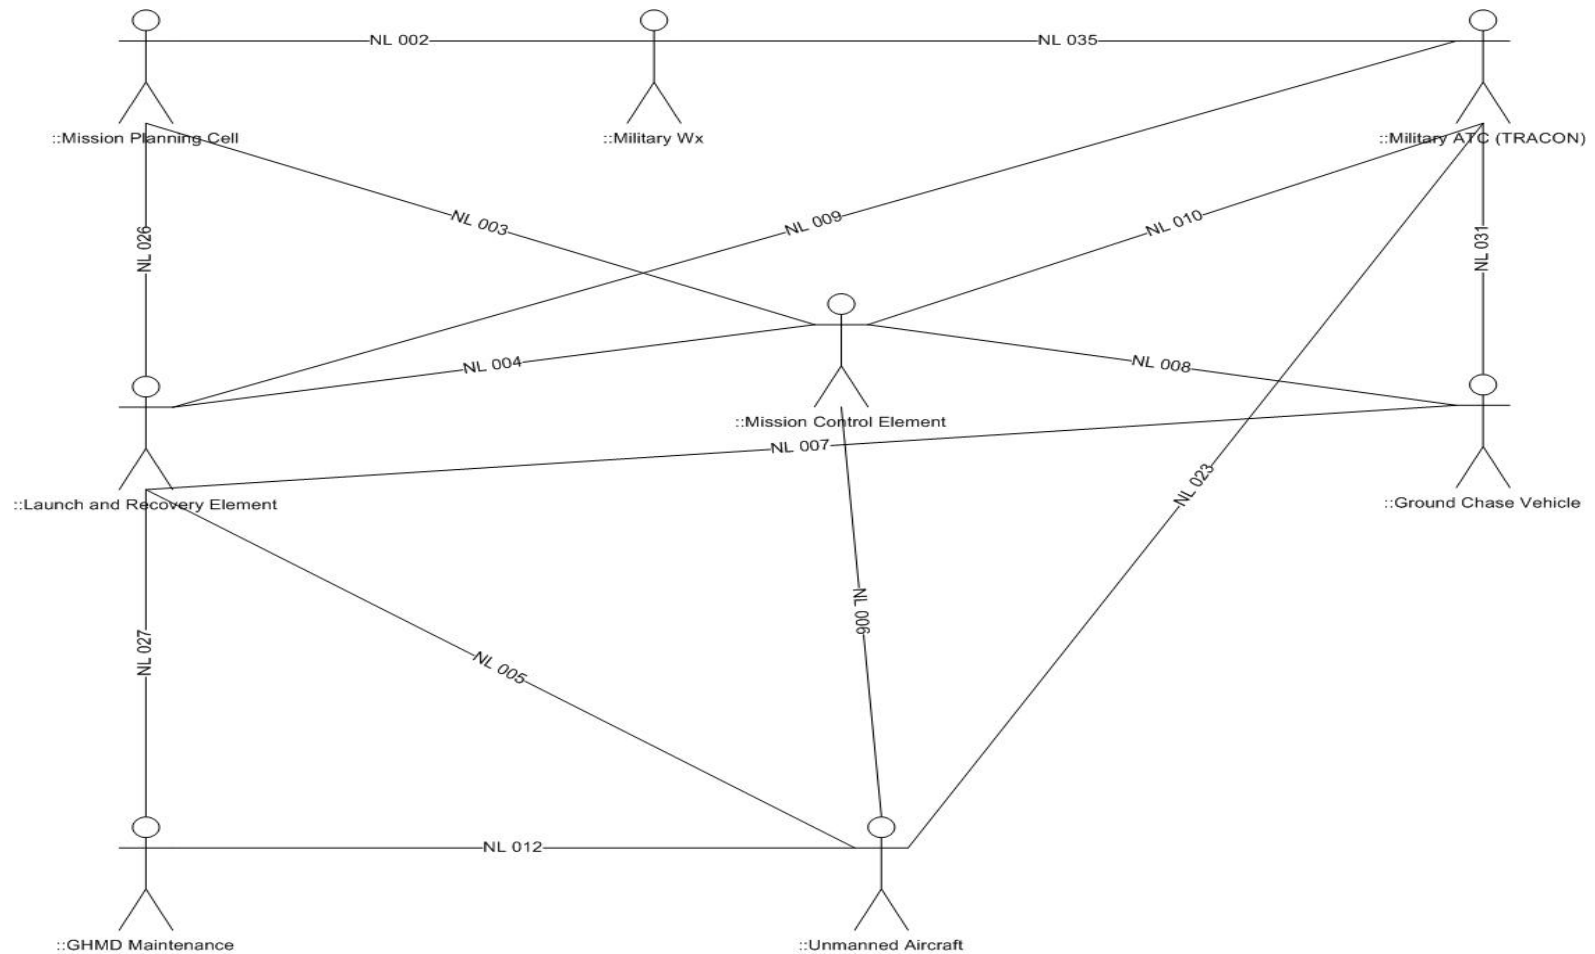 NL 002
NL 035
::Mission Planning Cell
::Military Wx
::Military ATC (TRACON)
NL 003
NL 009
NL 010
NL 026
NL 031
NL 004
NL 008
::Mission Control Element
NL 007
::Launch and Recovery Element
::Ground Chase Vehicle
NL 023
NL 006
NL 027
NL 005
NL 012
::GHMD Maintenance
::Unmanned Aircraft